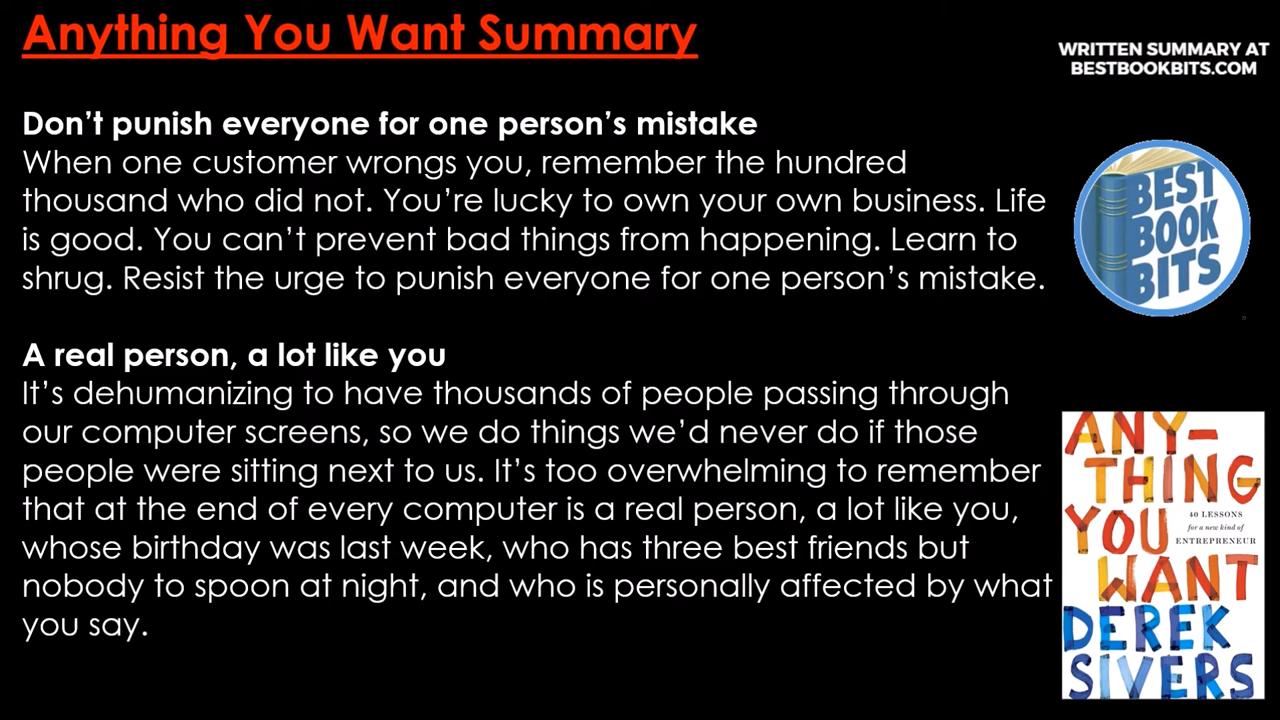 Anything You Want Summary
WRITTEN SUMMARY AT
BESTBOOKBITS.COM
Don’t punish everyone for one person’s mistake
When one customer wrongs you, remember the hundred
thousand who did not. You’re lucky to own your own business. Life
is good. You can’t prevent bad things from happening. Learn to
shrug. Resist the urge to punish everyone for one person’s mistake.
BEST
BOOK
BITS
A real person, a lot like you
It’s dehumanizing to have thousands of people passing through
our computer screens, so we do things we’d never do if those
people were sitting next to us. It’s too overwhelming to remember
that at the end of every computer is a real person, a lot like you,
whose birthday was last week, who has three best friends but
nobody to spoon at night, and who is personally affected by what
you say.
ANY-
THING
YOU
40 LESSONS
for a new kind of
ENTREPRENEUR
WANT
DEREK
SIVERS